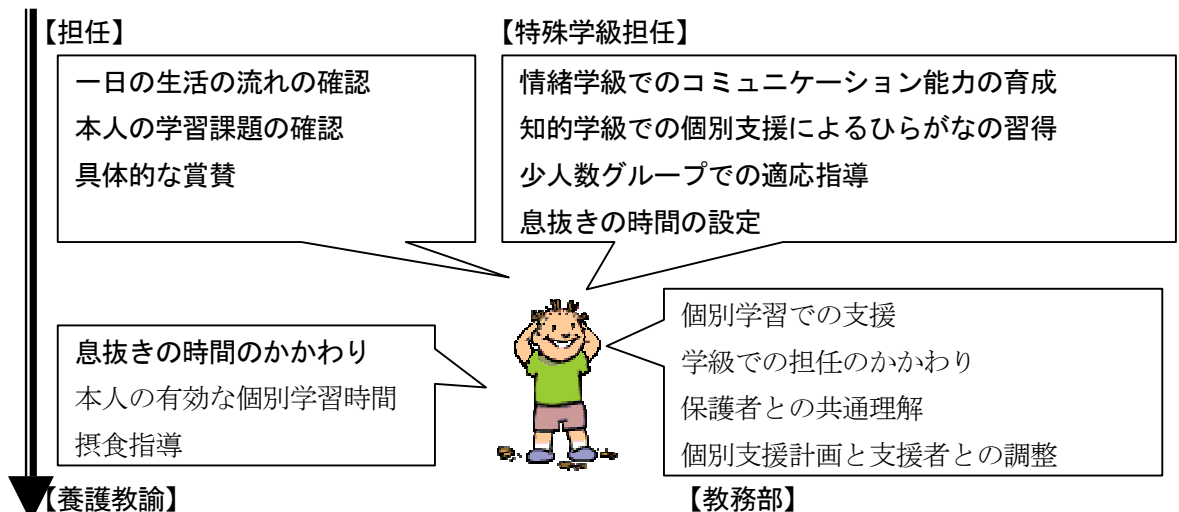 【担任】
一日の生活の流れの確認
本人の学習課題の確認
具体的な賞賛
【特殊学級担任】
情緒学級でのコミュニケーション能力の育成
知的学級での個別支援によるひらがなの習得
少人数グループでの適応指導
息抜きの時間の設定
息抜きの時間のかかわり
本人の有効な個別学習時間
摂食指導
【養護教諭】
個別学習での支援
学級での担任のかかわり
保護者との共通理解
個別支援計画と支援者との調整
【教務部】